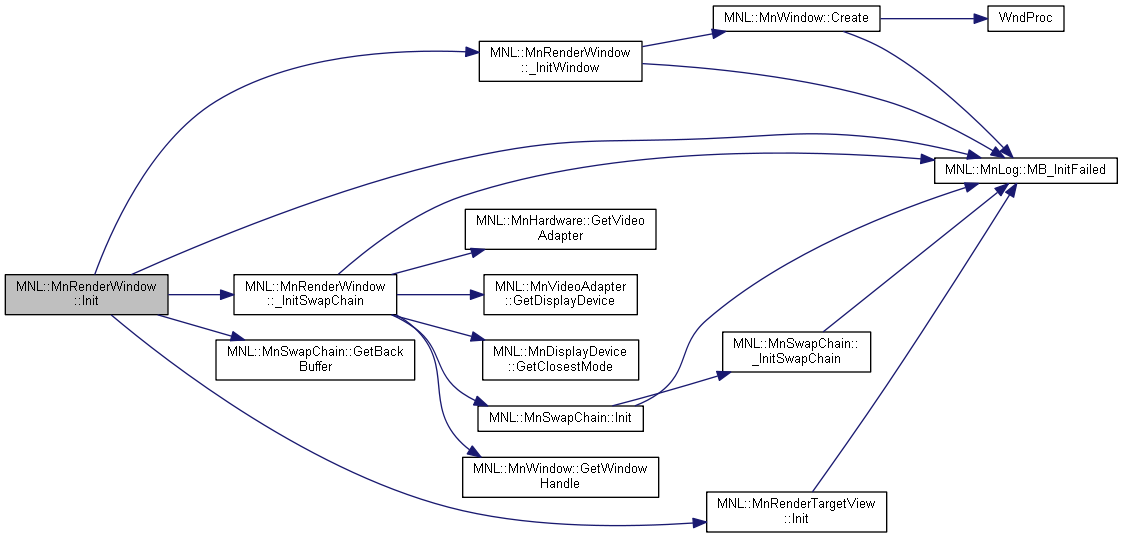 MNL::MnWindow::Create
WndProc
MNL::MnRenderWindow
::_InitWindow
MNL::MnLog::MB_InitFailed
MNL::MnHardware::GetVideo
Adapter
MNL::MnRenderWindow
::Init
MNL::MnRenderWindow
::_InitSwapChain
MNL::MnVideoAdapter
::GetDisplayDevice
MNL::MnSwapChain::GetBack
Buffer
MNL::MnDisplayDevice
::GetClosestMode
MNL::MnSwapChain::
_InitSwapChain
MNL::MnSwapChain::Init
MNL::MnWindow::GetWindow
Handle
MNL::MnRenderTargetView
::Init